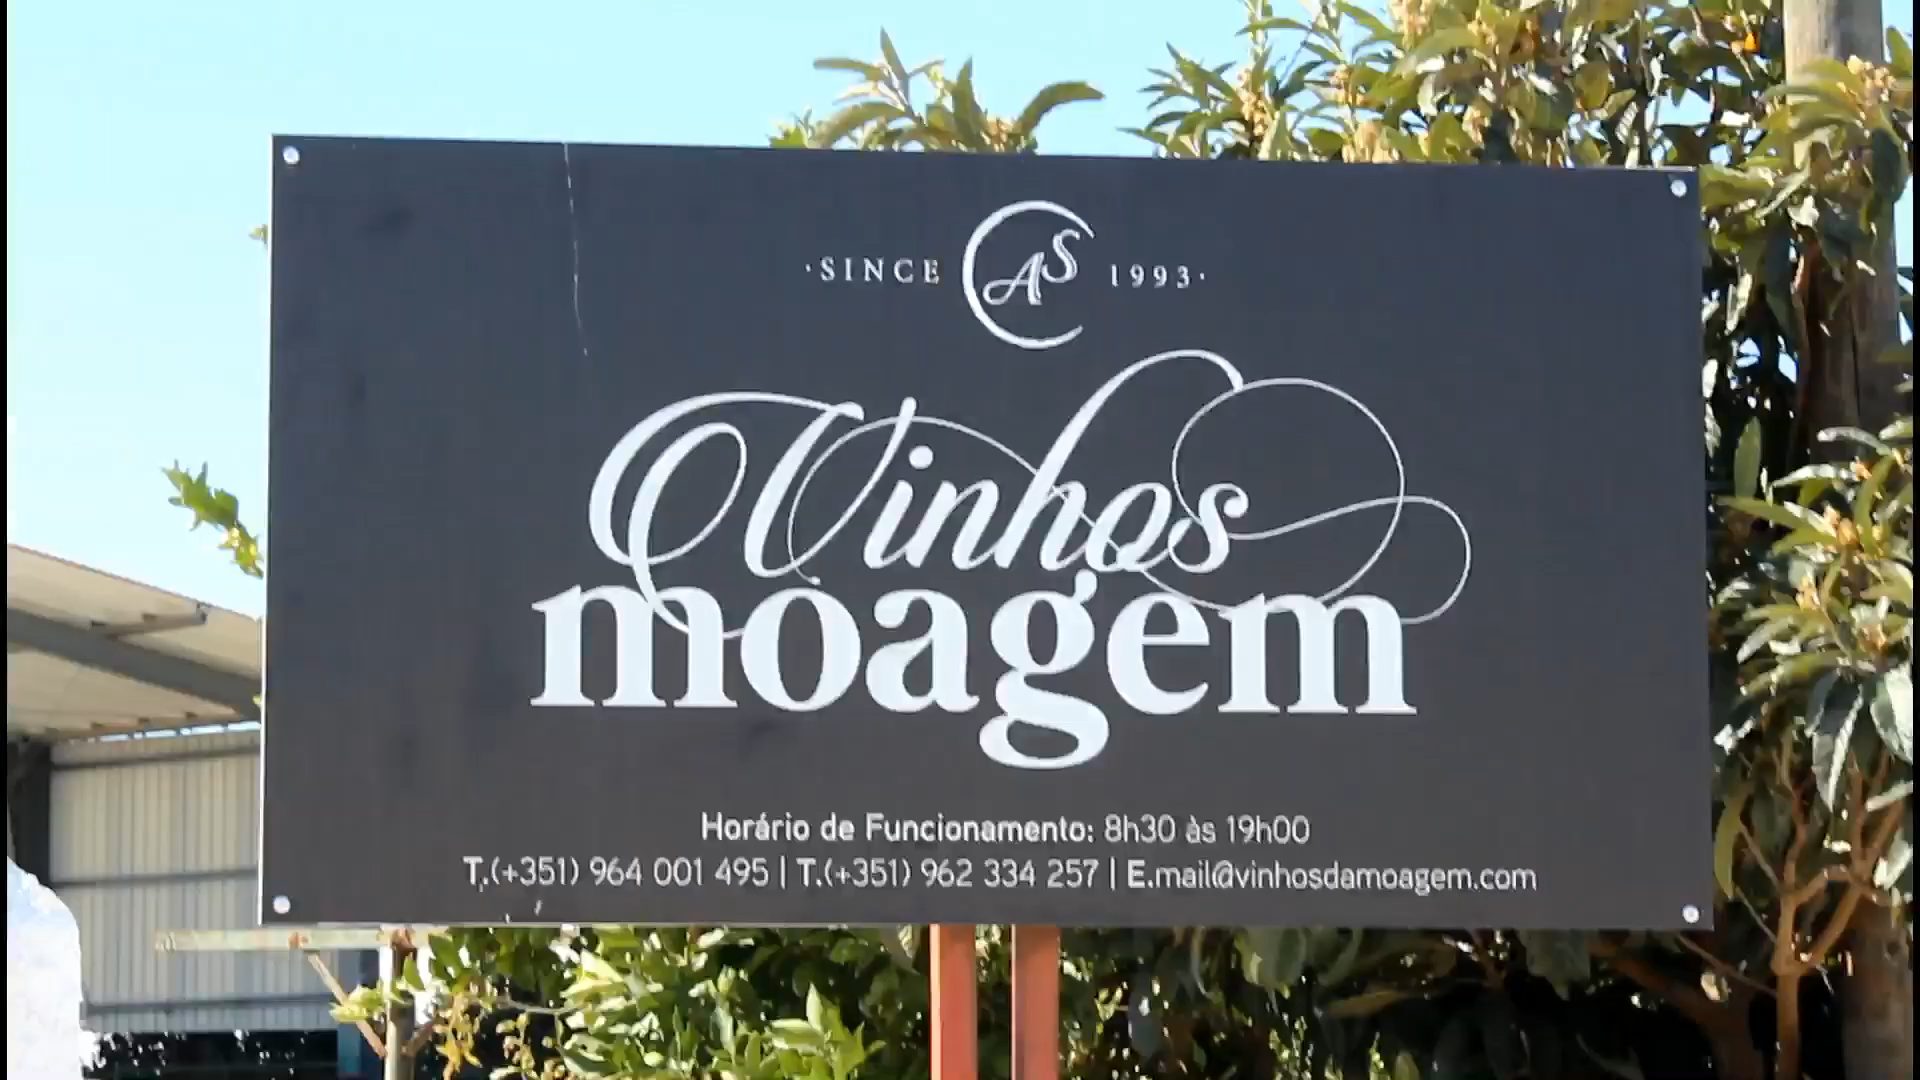 ·SINCE AS 1993·
Vinhos
moagem
Horário de Funcionamento: 8h30 às 19h00
T.(+351) 964 001 495 | T.(+351) 962 334 257 | E.mail@vinhosdamoagem.com